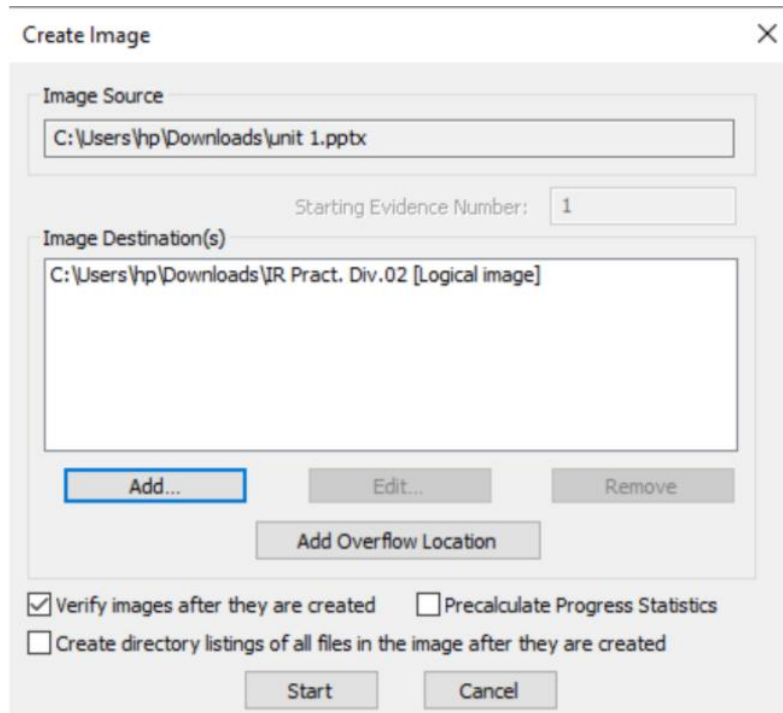 Create Image
Image Source
C:\Users\hp\Downloads\unit 1.pptx
Starting Evidence Number: 1
Image Destination(s)
C:\Users\hp\Downloads\IR Pract. Div.02 [Logical image]
Add... Edit... Remove
Add Overflow Location
Verify images after they are created Precalculate Progress Statistics
Create directory listings of all files in the image after they are created
Start Cancel